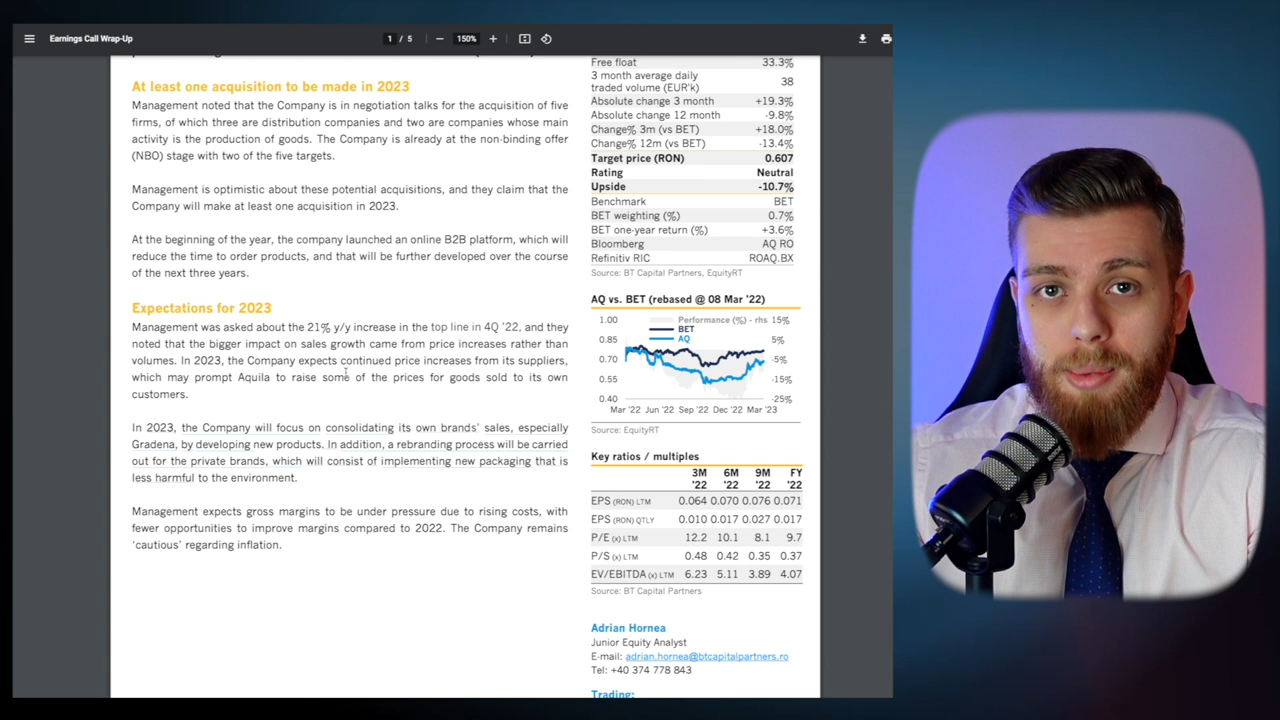 Earnings Call Wrap-Up
1 / 5
150%
At least one acquisition to be made in 2023
Management noted that the Company is in negotiation talks for the acquisition of five
firms, of which three are distribution companies and two are companies whose main
activity is the production of goods. The Company is already at the non-binding offer
(NBO) stage with two of the five targets.
Management is optimistic about these potential acquisitions, and they claim that the
Company will make at least one acquisition in 2023.
At the beginning of the year, the company launched an online B2B platform, which will
reduce the time to order products, and that will be further developed over the course
of the next three years.
Expectations for 2023
Management was asked about the 21% y/y increase in the top line in 4Q '22, and they
noted that the bigger impact on sales growth came from price increases rather than
volumes. In 2023, the Company expects continued price increases from its suppliers,
which may prompt Aquila to raise some of the prices for goods sold to its own
customers.
In 2023, the Company will focus on consolidating its own brands' sales, especially
Gradena, by developing new products. In addition, a rebranding process will be carried
out for the private brands, which will consist of implementing new packaging that is
less harmful to the environment.
Management expects gross margins to be under pressure due to rising costs, with
fewer opportunities to improve margins compared to 2022. The Company remains
'cautious' regarding inflation.
Free float 33.3%
3 month average daily
traded volume (EUR'k) 38
Absolute change 3 month +19.3%
Absolute change 12 month -9.8%
Change% 3m (vs BET) +18.0%
Change% 12m (vs BET) -13.4%
Target price (RON) 0.607
Rating Neutral
Upside -10.7%
Benchmark BET
BET weighting (%) 0.7%
BET one-year return (%) +3.6%
Bloomberg AQ RO
Refinitiv RIC ROAQ.BX
Source: BT Capital Partners, EquityRT
AQ vs. BET (rebased @ 08 Mar '22)
1.00 Performance (%) - rhs 15%
BET
0.85 AQ 5%
0.70 -5%
0.55 -15%
0.40 -25%
Mar '22 Jun '22 Sep '22 Dec '22 Mar '23
Source: EquityRT
Key ratios / multiples
3M 6M 9M FY
'22 '22 '22 '22
EPS (RON) LTM 0.064 0.070 0.076 0.071
EPS (RON) QTLY 0.010 0.017 0.027 0.017
P/E (x) LTM 12.2 10.1 8.1 9.7
P/S (x) LTM 0.48 0.42 0.35 0.37
EV/EBITDA (x) LTM 6.23 5.11 3.89 4.07
Source: BT Capital Partners
Adrian Hornea
Junior Equity Analyst
E-mail: adrian.hornea@btcapitalpartners.ro
Tel: +40 374 778 843
Trading: